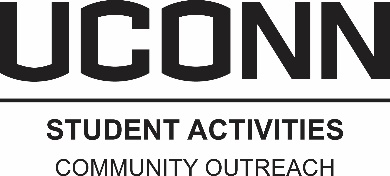 UCONN
STUDENT ACTIVITIES
COMMUNITY OUTREACH